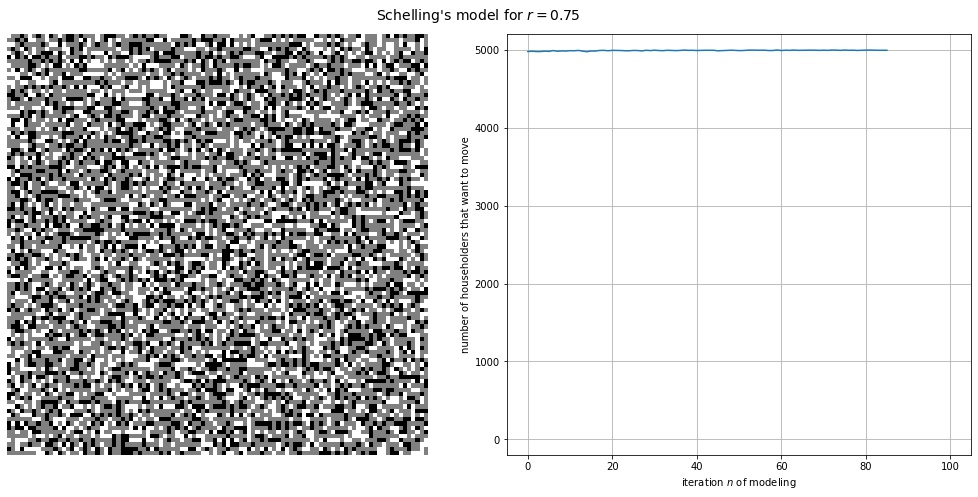 Schelling's model for r = 0.75
number of householders that want to move
5000
4000
3000
2000
1000
0
0 20 40 60 80 100
iteration n of modeling